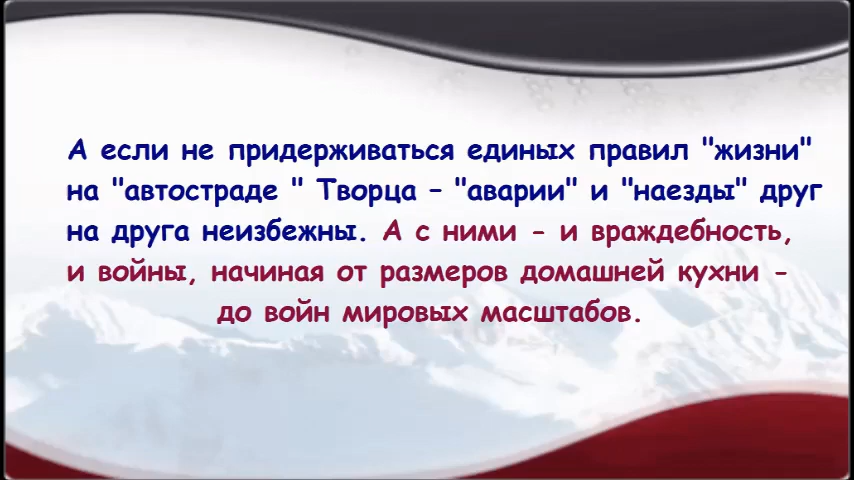 А если не придерживаться единых правил "жизни"
на "автостраде " Творца – "аварии" и "наезды" друг
на друга неизбежны. А с ними - и враждебность,
и войны, начиная от размеров домашней кухни -
до войн мировых масштабов.